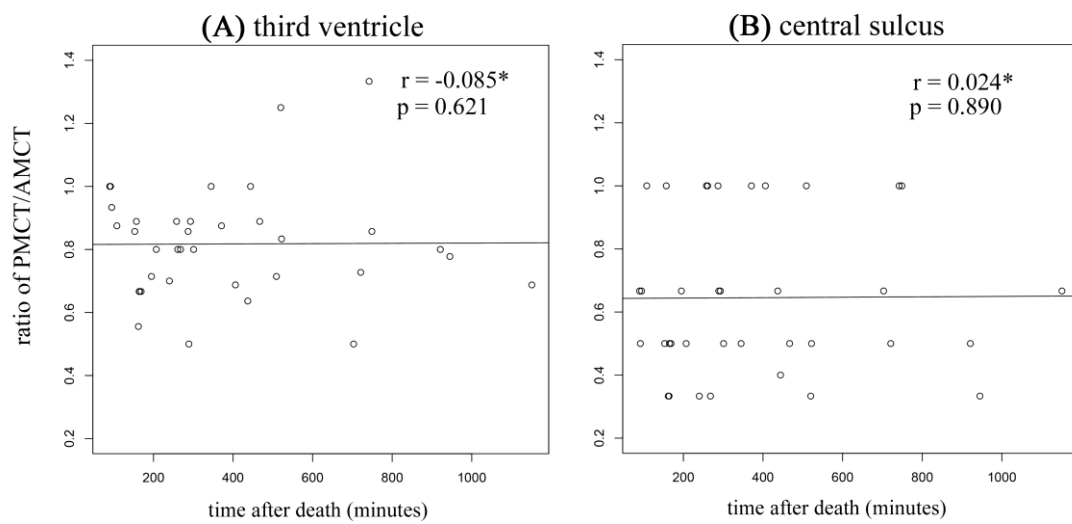 (A) third ventricle
ratio of PMCT/AMCT
1.4
1.2
1.0
0.8
0.6
0.4
0.2
r = -0.085*
p = 0.621
200
400
600
800
1000
time after death (minutes)
(B) central sulcus
1.4
1.2
1.0
0.8
0.6
0.4
0.2
r = 0.024*
p = 0.890
200
400
600
800
1000
time after death (minutes)